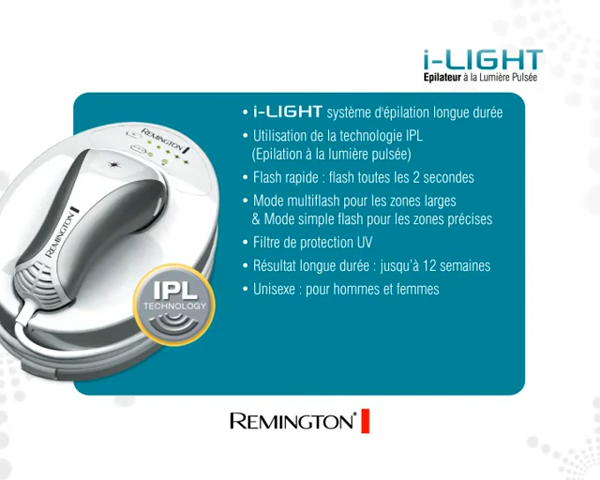 i-LIGHT
Epilateur à la Lumière Pulsée
• i-LIGHT système d'épilation longue durée
• Utilisation de la technologie IPL
(Epilation à la lumière pulsée)
• Flash rapide : flash toutes les 2 secondes
• Mode multiflash pour les zones larges
& Mode simple flash pour les zones précises
• Filtre de protection UV
• Résultat longue durée : jusqu'à 12 semaines
• Unisexe : pour hommes et femmes
REMINGTON
REMINGTON
IPL
TECHNOLOGY
REMINGTON®